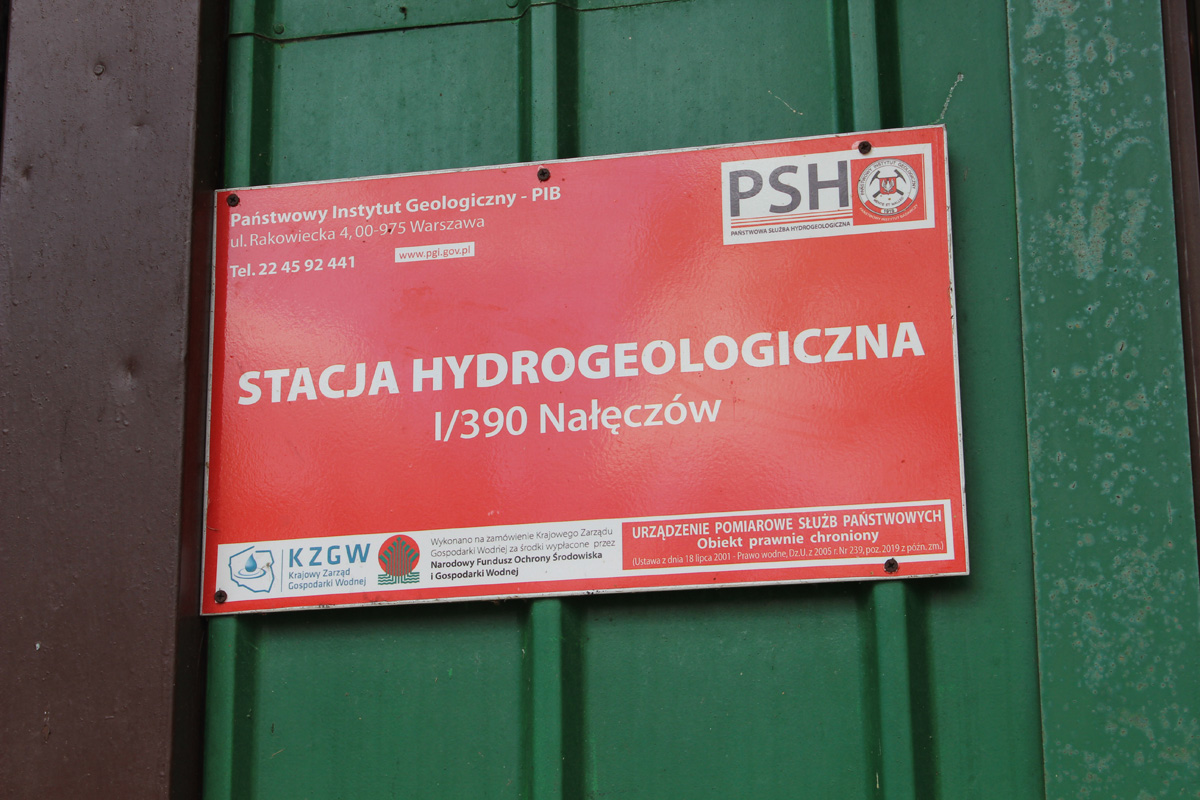 Państwowy Instytut Geologiczny - PIB
ul. Rakowiecka 4, 00-975 Warszawa
www.pgi.gov.pl
Tel. 22 45 92 441
PSH
PAŃSTWOWA SŁUŻBA HYDROGEOLOGICZNA
PAŃSTWOWY INSTYTUT GEOLOGICZNY
STACJA HYDROGEOLOGICZNA
I/390 Nałęczów
KZGW
Krajowy Zarząd
Gospodarki Wodnej
Wykonano na zamówienie Krajowego Zarządu
Gospodarki Wodnej za środki wypłacone przez
Narodowy Fundusz Ochrony Środowiska
i Gospodarki Wodnej
URZĄDZENIE POMIAROWE SŁUŻB PAŃSTWOWYCH
Obiekt prawnie chroniony
(Ustawa z dnia 18 lipca 2001 - Prawo wodne, Dz.U. z 2005 r. Nr 239, poz. 2019 z późn. zm.)